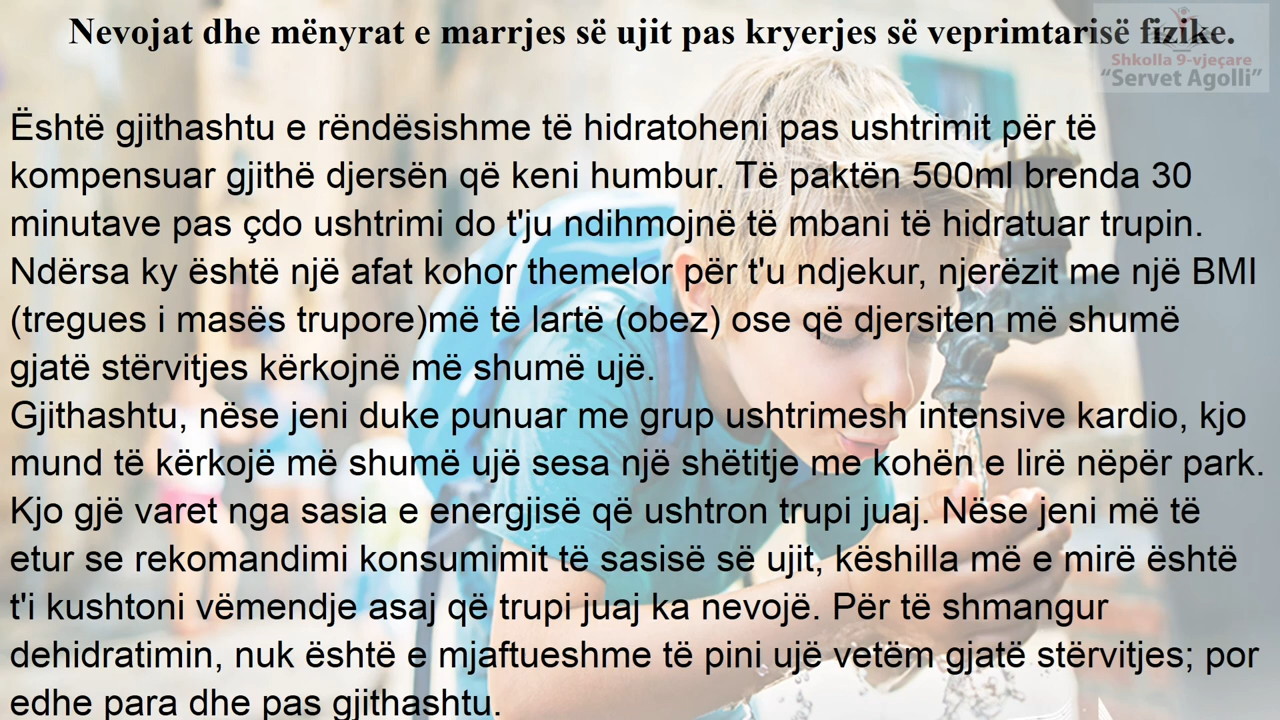 Nevojat dhe mënyrat e marrjes së ujit pas kryerjes së veprimtarisë fizike.
Shkolla 9-vjeçare
“Servet Agolli”
Është gjithashtu e rëndësishme të hidratoheni pas ushtrimit për të
kompensuar gjithë djersën që keni humbur. Të paktën 500ml brenda 30
minutave pas çdo ushtrimi do t'ju ndihmojnë të mbani të hidratuar trupin.
Ndërsa ky është një afat kohor themelor për t'u ndjekur, njerëzit me një BMI
(tregues i masës trupore)më të lartë (obez) ose që djersiten më shumë
gjatë stërvitjes kërkojnë më shumë ujë.
Gjithashtu, nëse jeni duke punuar me grup ushtrimesh intensive kardio, kjo
mund të kërkojë më shumë ujë sesa një shëtitje me kohën e lirë nëpër park.
Kjo gjë varet nga sasia e energjisë që ushtron trupi juaj. Nëse jeni më të
etur se rekomandimi konsumimit të sasisë së ujit, këshilla më e mirë është
t'i kushtoni vëmendje asaj që trupi juaj ka nevojë. Për të shmangur
dehidratimin, nuk është e mjaftueshme të pini ujë vetëm gjatë stërvitjes; por
edhe para dhe pas gjithashtu.